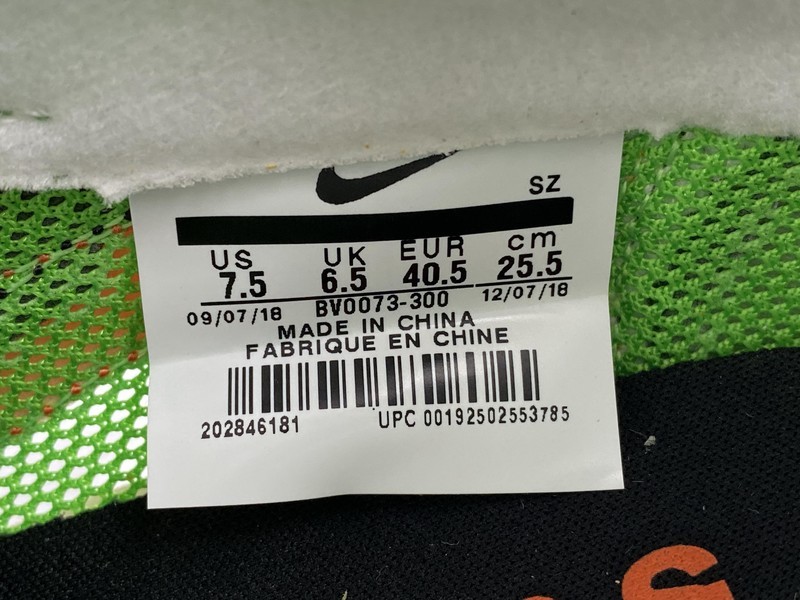 SZ
US UK EUR cm
7.5 6.5 40.5 25.5
09/07/18 BV0073-300 12/07/18
MADE IN CHINA
FABRIQUE EN CHINE
202846181 UPC 00192502553785
S